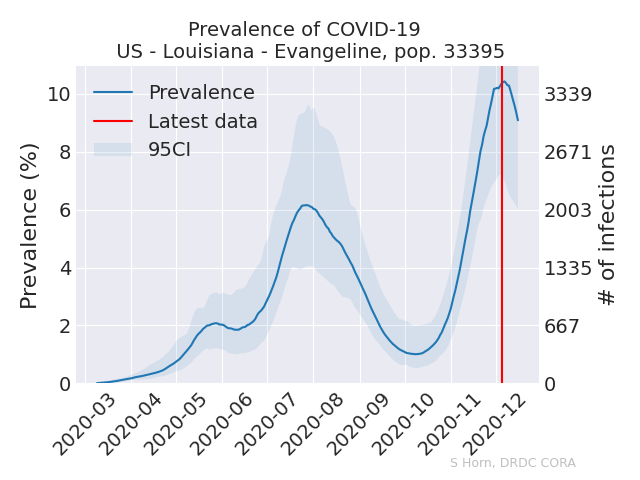 Prevalence of COVID-19
US - Louisiana - Evangeline, pop. 33395
Prevalence
Latest data
95CI
Prevalence (%)
10
8
6
4
2
0
3339
2671
2003
1335
667
0
# of infections
2020-03
2020-04
2020-05
2020-06
2020-07
2020-08
2020-09
2020-10
2020-11
2020-12
S Horn, DRDC CORA